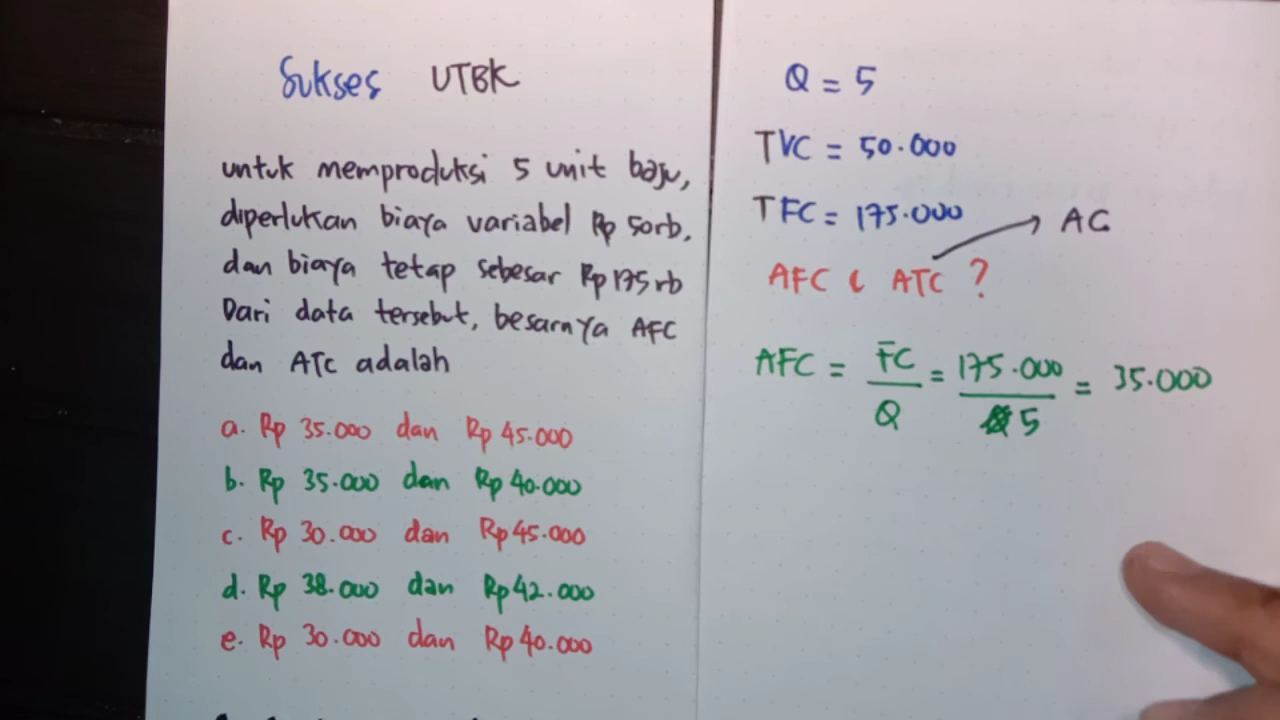 Sukses UTBK
untuk memproduksi 5 unit baju,
diperlukan biaya variabel Rp 50rb,
dan biaya tetap sebesar Rp 175 rb
Dari data tersebut, besarnya AFC
dan ATC adalah
a. Rp 35.000 dan Rp 45.000
b. Rp 35.000 dan Rp 40.000
c. Rp 30.000 dan Rp 45.000
d. Rp 38.000 dan Rp 42.000
e. Rp 30.000 dan Rp 40.000
Q = 5
TVC = 50.000
TFC = 175.000
AC
AFC & ATC ?
AFC = FC / Q = 175.000 / 5 = 35.000